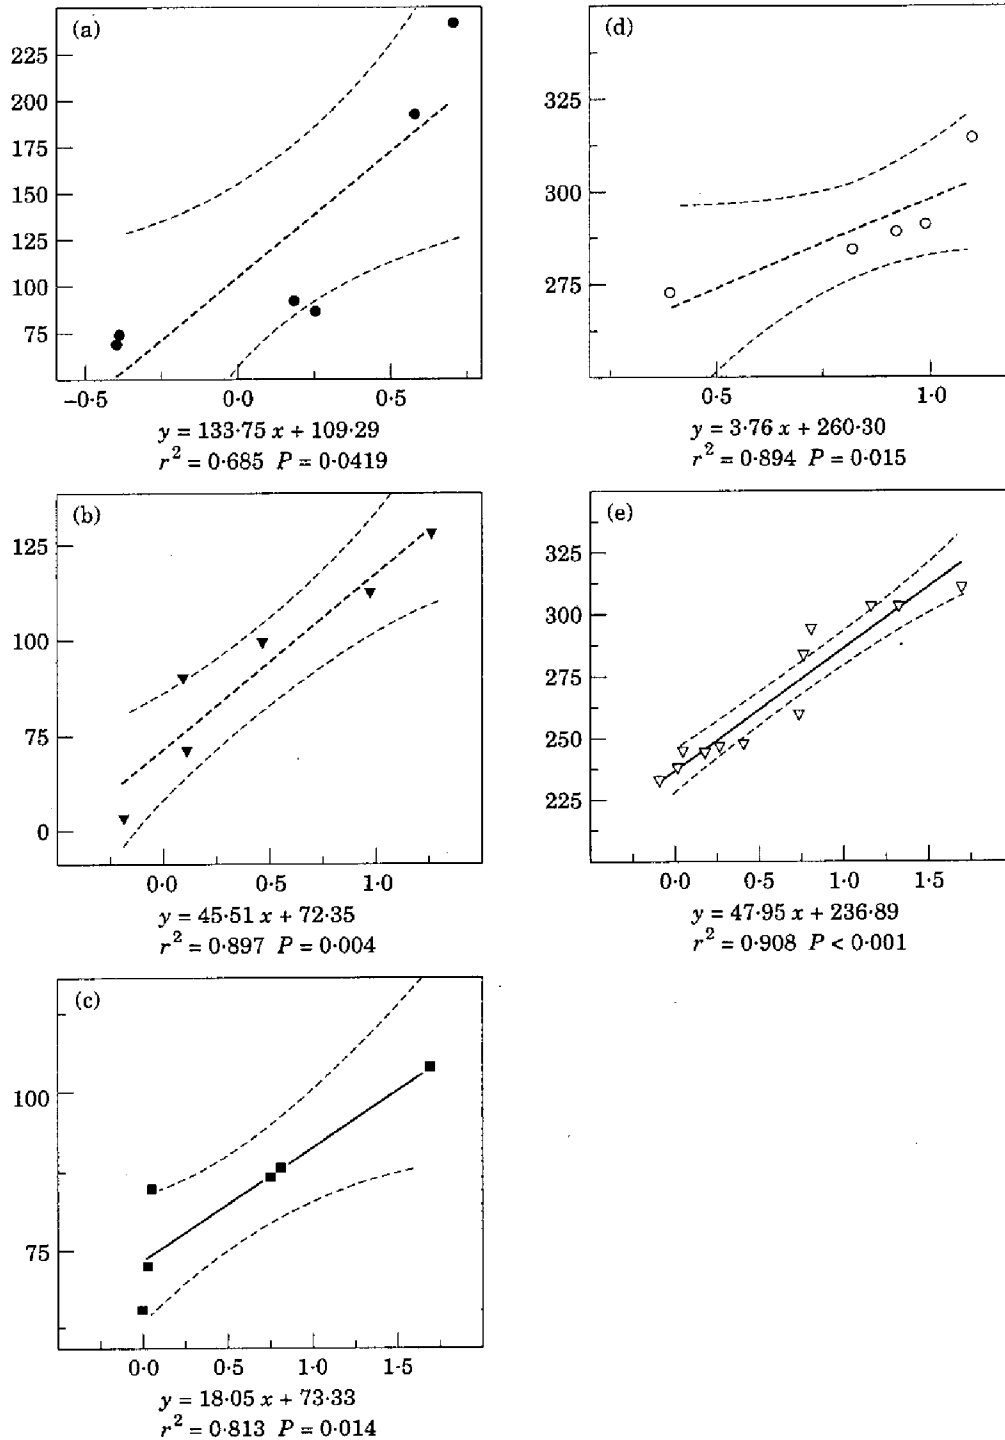 (a)
225
200
175
150
125
100
75
–0·5 0·0 0·5
y = 133·75 x + 109·29
r² = 0·685 P = 0·0419
(b)
125
100
75
0
0·0 0·5 1·0
y = 45·51 x + 72·35
r² = 0·897 P = 0·004
(c)
100
75
0·0 0·5 1·0 1·5
y = 18·05 x + 73·33
r² = 0·813 P = 0·014
(d)
325
300
275
0·5 1·0
y = 3·76 x + 260·30
r² = 0·894 P = 0·015
(e)
325
300
275
250
225
0·0 0·5 1·0 1·5
y = 47·95 x + 236·89
r² = 0·908 P < 0·001